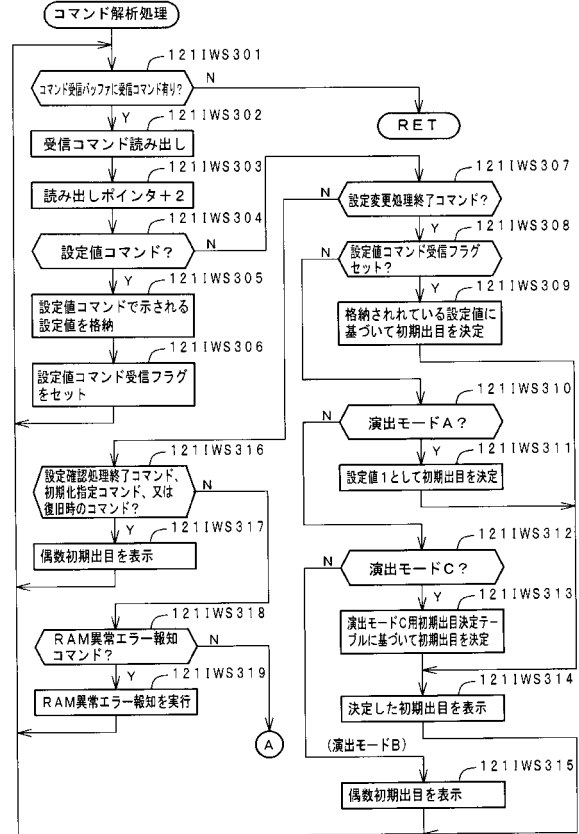 コマンド解析処理
121IWS301
コマンド受信バッファに受信コマンド有り?
N
Y
121IWS302
RET
受信コマンド読み出し
121IWS303
読み出しポインタ+2
121IWS304
設定値コマンド?
N
Y
121IWS305
設定値コマンドで示される
設定値を格納
121IWS306
設定値コマンド受信フラグ
をセット
121IWS307
N
設定変更処理終了コマンド?
Y
121IWS308
N
設定値コマンド受信フラグ
セット?
Y
121IWS309
格納されれている設定値に
基づいて初期出目を決定
121IWS310
N
演出モードA?
Y
121IWS311
設定値1として初期出目を決定
121IWS312
N
演出モードC?
Y
121IWS313
演出モードC用初期出目決定テー
ブルに基づいて初期出目を決定
121IWS314
決定した初期出目を表示
(演出モードB)
121IWS315
偶数初期出目を表示
121IWS316
設定確認処理終了コマンド、
初期化指定コマンド、又は
復旧時のコマンド?
N
Y
121IWS317
偶数初期出目を表示
121IWS318
RAM異常エラー報知
コマンド?
N
Y
121IWS319
RAM異常エラー報知を実行
A